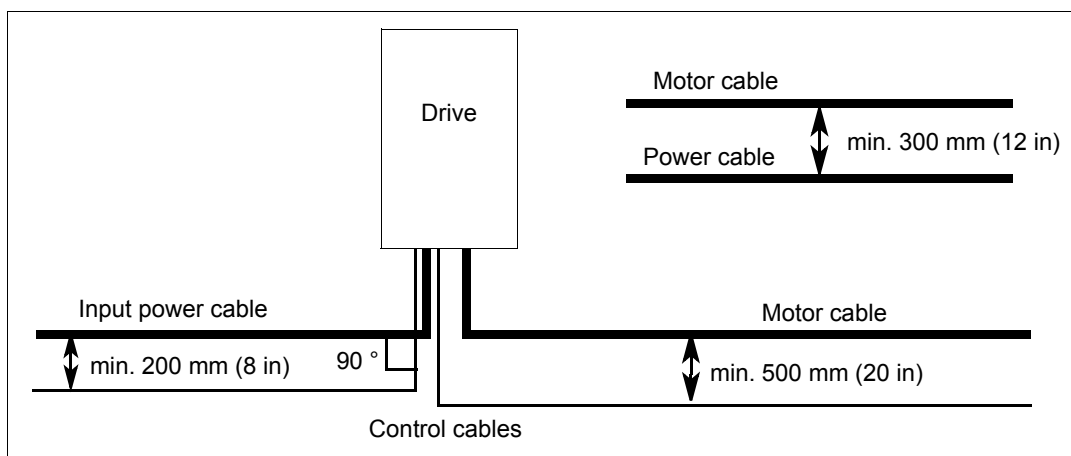 Drive
Motor cable
min. 300 mm (12 in)
Power cable
Input power cable
Motor cable
min. 200 mm (8 in)
90 °
min. 500 mm (20 in)
Control cables